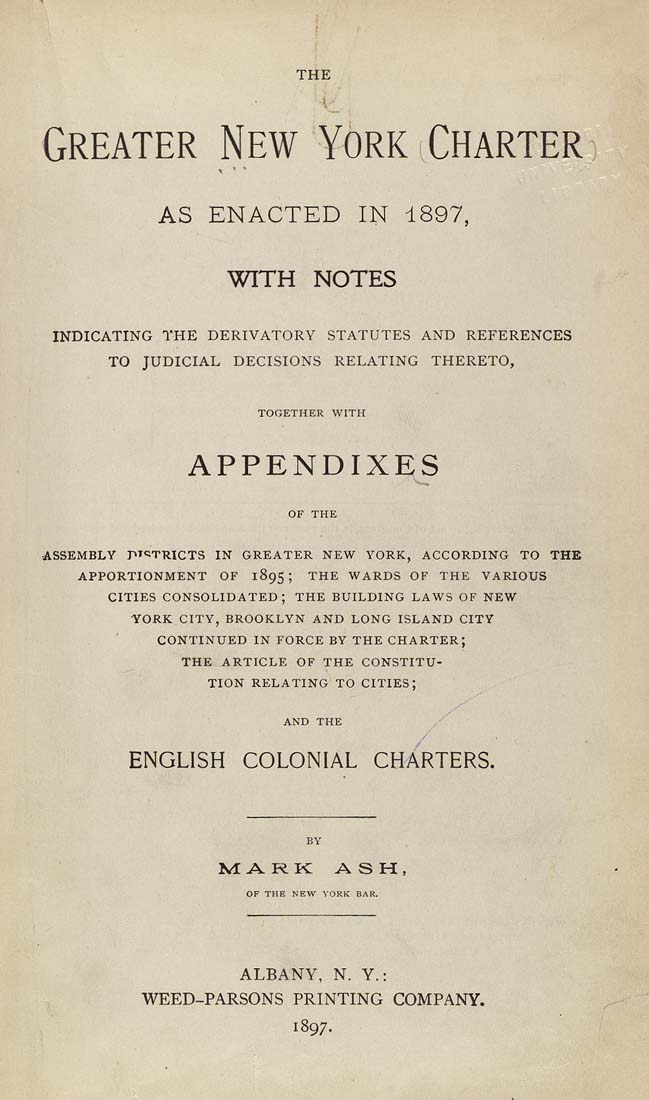 THE
GREATER NEW YORK CHARTER
AS ENACTED IN 1897,
WITH NOTES
INDICATING THE DERIVATORY STATUTES AND REFERENCES
TO JUDICIAL DECISIONS RELATING THERETO,
TOGETHER WITH
APPENDIXES
OF THE
ASSEMBLY DISTRICTS IN GREATER NEW YORK, ACCORDING TO THE
APPORTIONMENT OF 1895; THE WARDS OF THE VARIOUS
CITIES CONSOLIDATED; THE BUILDING LAWS OF NEW
YORK CITY, BROOKLYN AND LONG ISLAND CITY
CONTINUED IN FORCE BY THE CHARTER;
THE ARTICLE OF THE CONSTITU-
TION RELATING TO CITIES;
AND THE
ENGLISH COLONIAL CHARTERS.
BY
MARK ASH,
OF THE NEW YORK BAR.
ALBANY, N. Y.:
WEED-PARSONS PRINTING COMPANY.
1897.